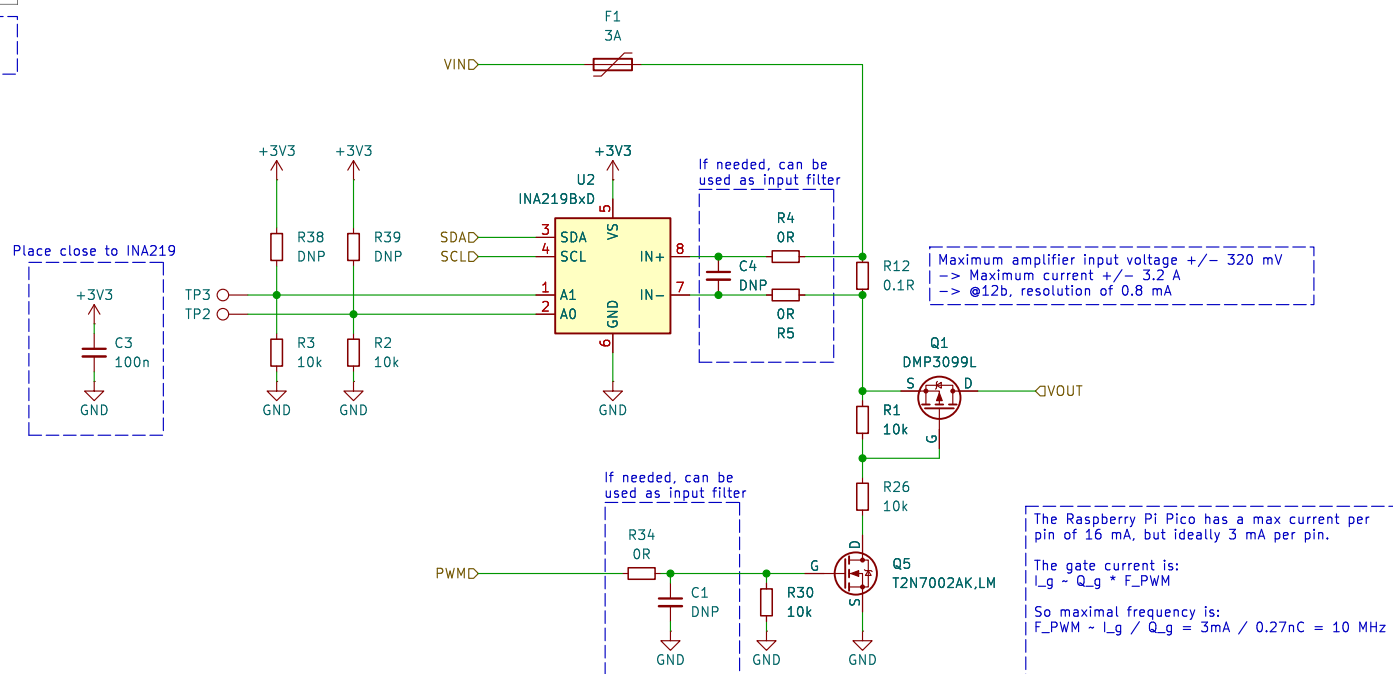 F1
3A
VIN
+3V3
+3V3
+3V3
U2
INA219BxD
If needed, can be
used as input filter
R4
0R
5
VS
R38
DNP
R39
DNP
SDA
SCL
3
SDA
4
SCL
IN+
8
C4
DNP
R12
0.1R
Maximum amplifier input voltage +/- 320 mV
-> Maximum current +/- 3.2 A
-> @12b, resolution of 0.8 mA
Place close to INA219
+3V3
C3
100n
GND
TP3
TP2
1
A1
2
A0
IN-
7
GND
6
0R
R5
R3
10k
R2
10k
GND
GND
GND
Q1
DMP3099L
S
D
G
VOUT
R1
10k
R26
10k
If needed, can be
used as input filter
R34
0R
PWM
C1
DNP
GND
R30
10k
GND
G
D
S
Q5
T2N7002AK,LM
GND
The Raspberry Pi Pico has a max current per
pin of 16 mA, but ideally 3 mA per pin.
The gate current is:
I_g ~ Q_g * F_PWM
So maximal frequency is:
F_PWM ~ I_g / Q_g = 3mA / 0.27nC = 10 MHz